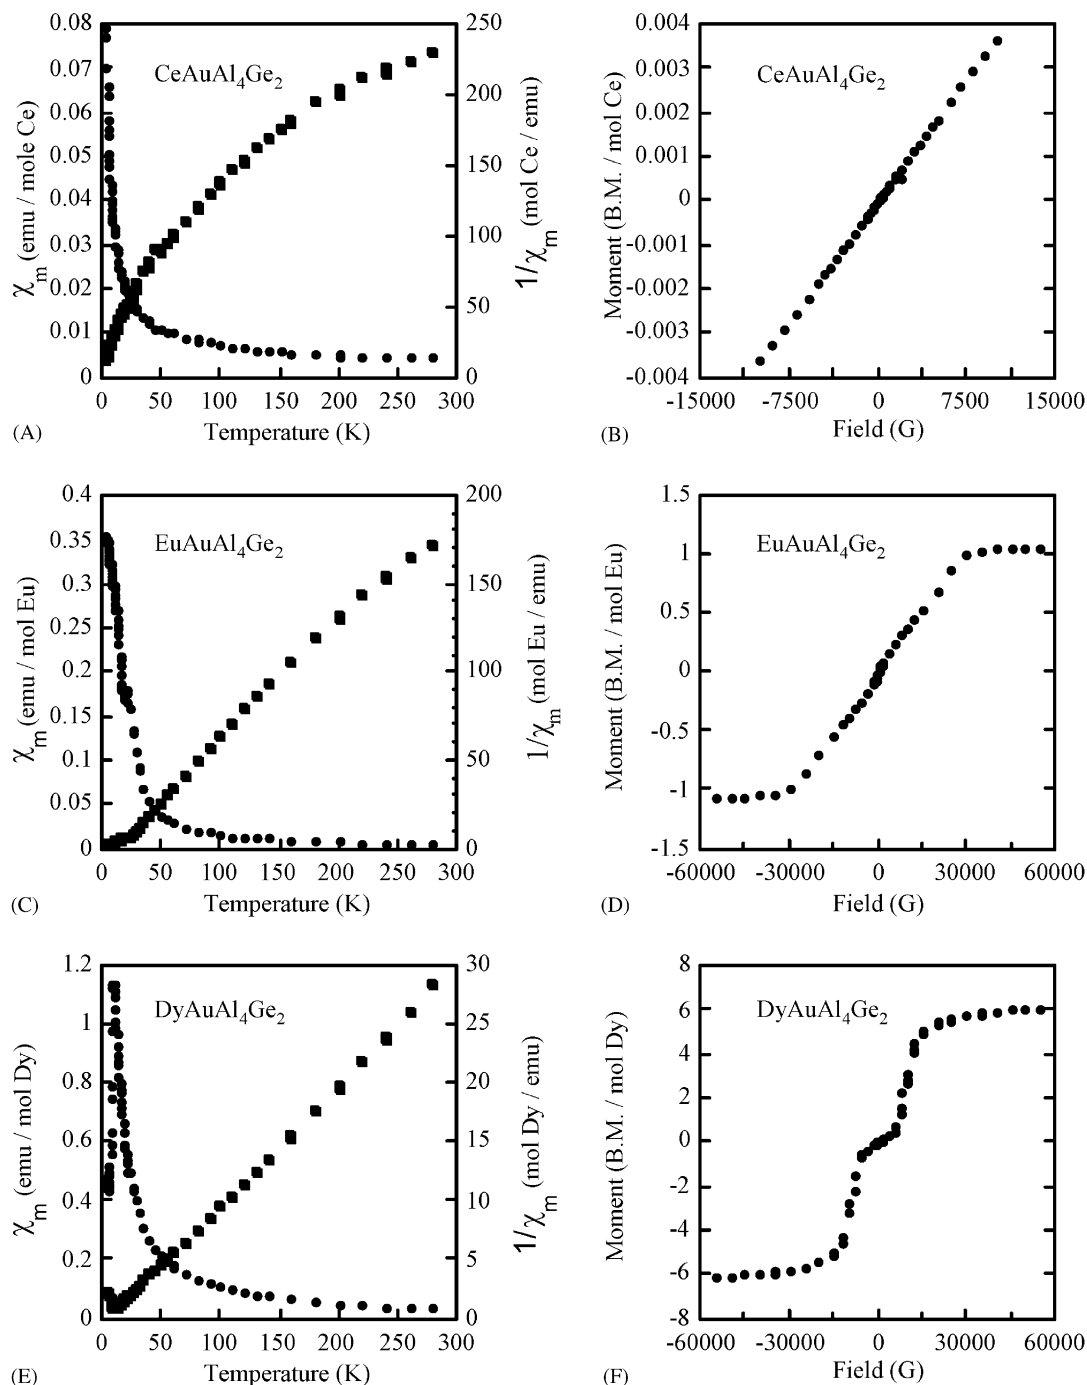 0.08
0.07
0.06
0.05
0.04
0.03
0.02
0.01
0
χm (emu / mole Ce)
CeAuAl4Ge2
250
200
150
100
50
0
1/χm (mol Ce / emu)
0 50 100 150 200 250 300
Temperature (K)
(A)
0.004
0.003
0.002
0.001
0
-0.001
-0.002
-0.003
-0.004
Moment (B.M. / mol Ce)
CeAuAl4Ge2
-15000 -7500 0 7500 15000
Field (G)
(B)
0.4
0.35
0.3
0.25
0.2
0.15
0.1
0.05
0
χm (emu / mol Eu)
EuAuAl4Ge2
200
150
100
50
0
1/χm (mol Eu / emu)
0 50 100 150 200 250 300
Temperature (K)
(C)
1.5
1
0.5
0
-0.5
-1
-1.5
Moment (B.M. / mol Eu)
EuAuAl4Ge2
-60000 -30000 0 30000 60000
Field (G)
(D)
1.2
1
0.8
0.6
0.4
0.2
0
χm (emu / mol Dy)
DyAuAl4Ge2
30
25
20
15
10
5
0
1/χm (mol Dy / emu)
0 50 100 150 200 250 300
Temperature (K)
(E)
8
6
4
2
0
-2
-4
-6
-8
Moment (B.M. / mol Dy)
DyAuAl4Ge2
-60000 -30000 0 30000 60000
Field (G)
(F)